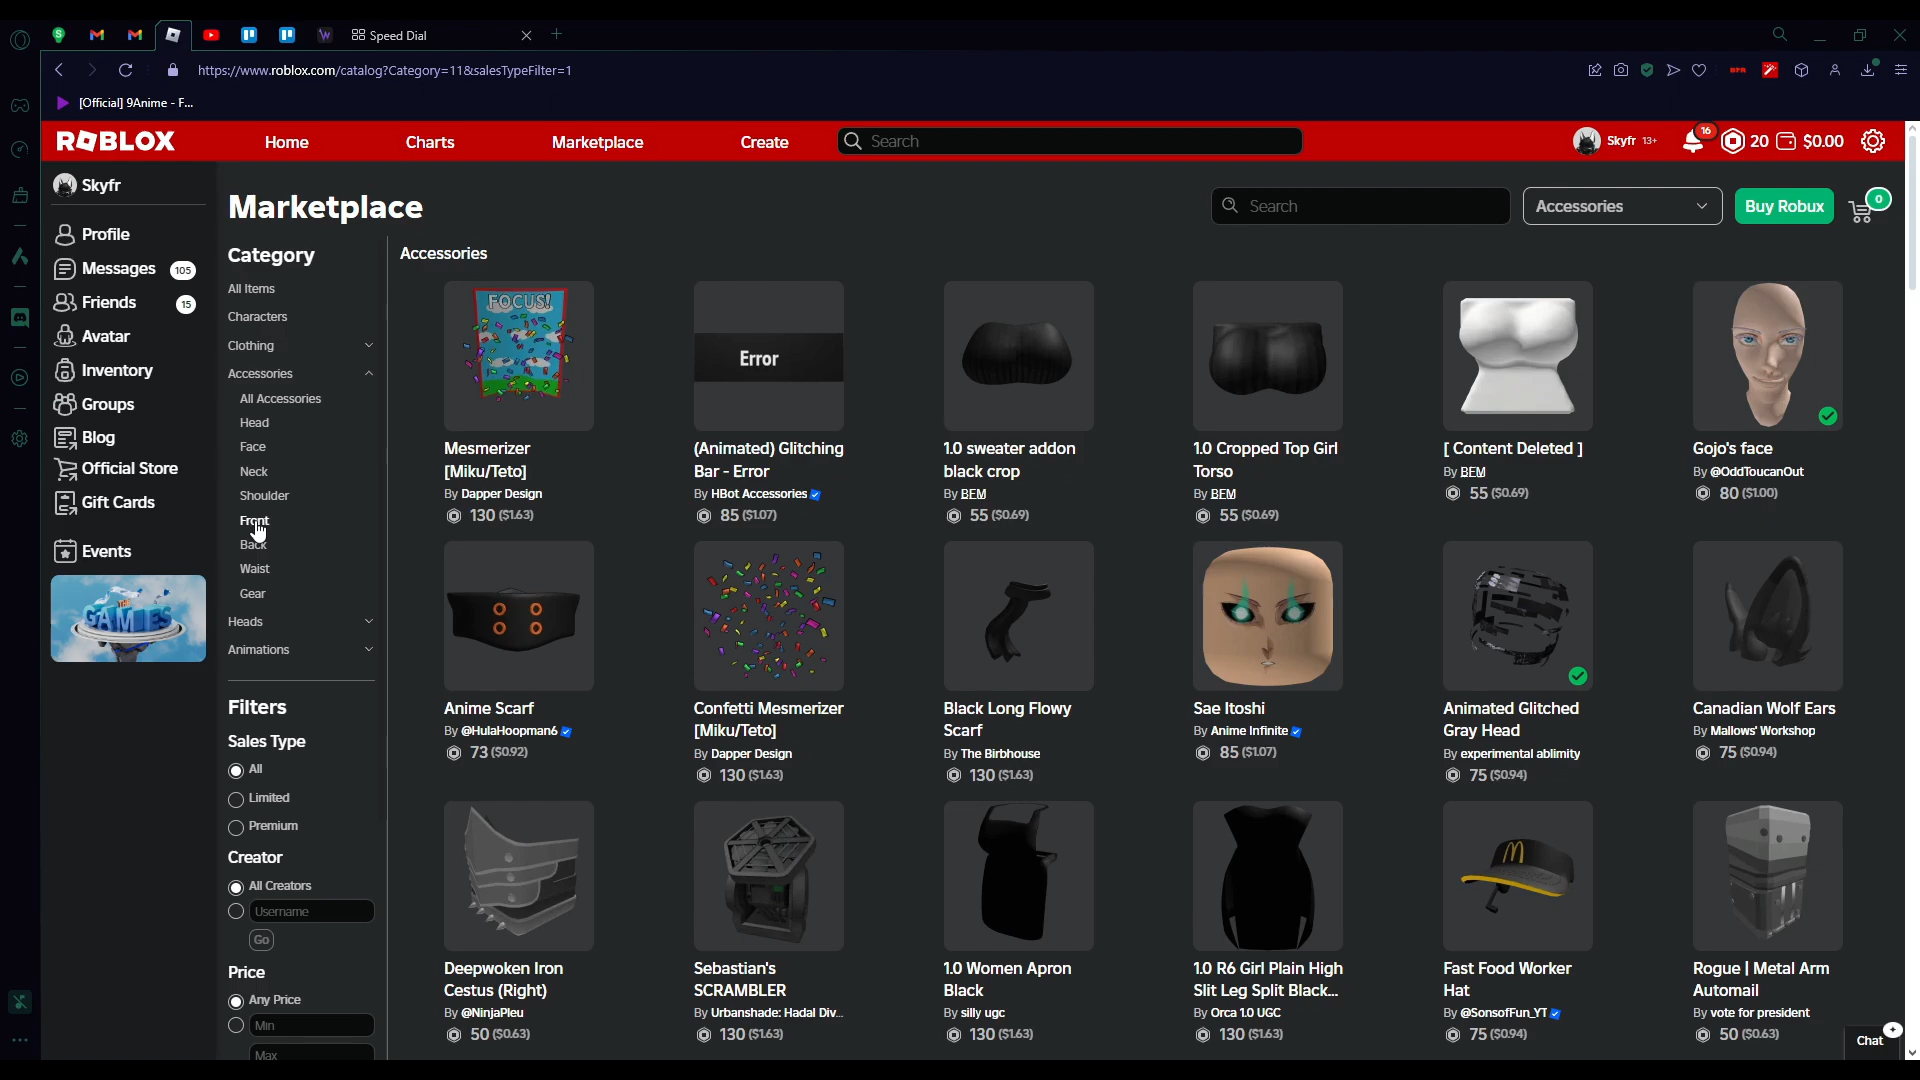 Speed Dial
https://www.roblox.com/catalog?Category=11&salesTypeFilter=1
[Official] 9Anime - F...
ROBLOX
Home
Charts
Marketplace
Create
Search
Skyfr 13+
16
20
$0.00
Skyfr
Profile
Messages 105
Friends 15
Avatar
Inventory
Groups
Blog
Official Store
Gift Cards
Events
THE GAMES
Marketplace
Search
Accessories
Buy Robux
0
Category
All Items
Characters
Clothing
Accessories
All Accessories
Head
Face
Neck
Shoulder
Front
Back
Waist
Gear
Heads
Animations
Filters
Sales Type
All
Limited
Premium
Creator
All Creators
Username
Go
Price
Any Price
Min
Max
Accessories
FOCUS!
Mesmerizer
[Miku/Teto]
By Dapper Design
130 ($1.63)
Error
(Animated) Glitching
Bar - Error
By HBot Accessories
85 ($1.07)
1.0 sweater addon
black crop
By BFM
55 ($0.69)
1.0 Cropped Top Girl
Torso
By BFM
55 ($0.69)
[ Content Deleted ]
By BFM
55 ($0.69)
Gojo's face
By @OddToucanOut
80 ($1.00)
Anime Scarf
By @HulaHoopman6
73 ($0.92)
Confetti Mesmerizer
[Miku/Teto]
By Dapper Design
130 ($1.63)
Black Long Flowy
Scarf
By The Birbhouse
130 ($1.63)
Sae Itoshi
By Anime Infinite
85 ($1.07)
Animated Glitched
Gray Head
By experimental ablimity
75 ($0.94)
Canadian Wolf Ears
By Mallows' Workshop
75 ($0.94)
Deepwoken Iron
Cestus (Right)
By @NinjaPleu
50 ($0.63)
Sebastian's
SCRAMBLER
By Urbanshade: Hadal Div...
130 ($1.63)
1.0 Women Apron
Black
By silly ugc
130 ($1.63)
1.0 R6 Girl Plain High
Slit Leg Split Black...
By Orca 1.0 UGC
130 ($1.63)
Fast Food Worker
Hat
By @SonsofFun_YT
75 ($0.94)
Rogue | Metal Arm
Automail
By vote for president
50 ($0.63)
Chat